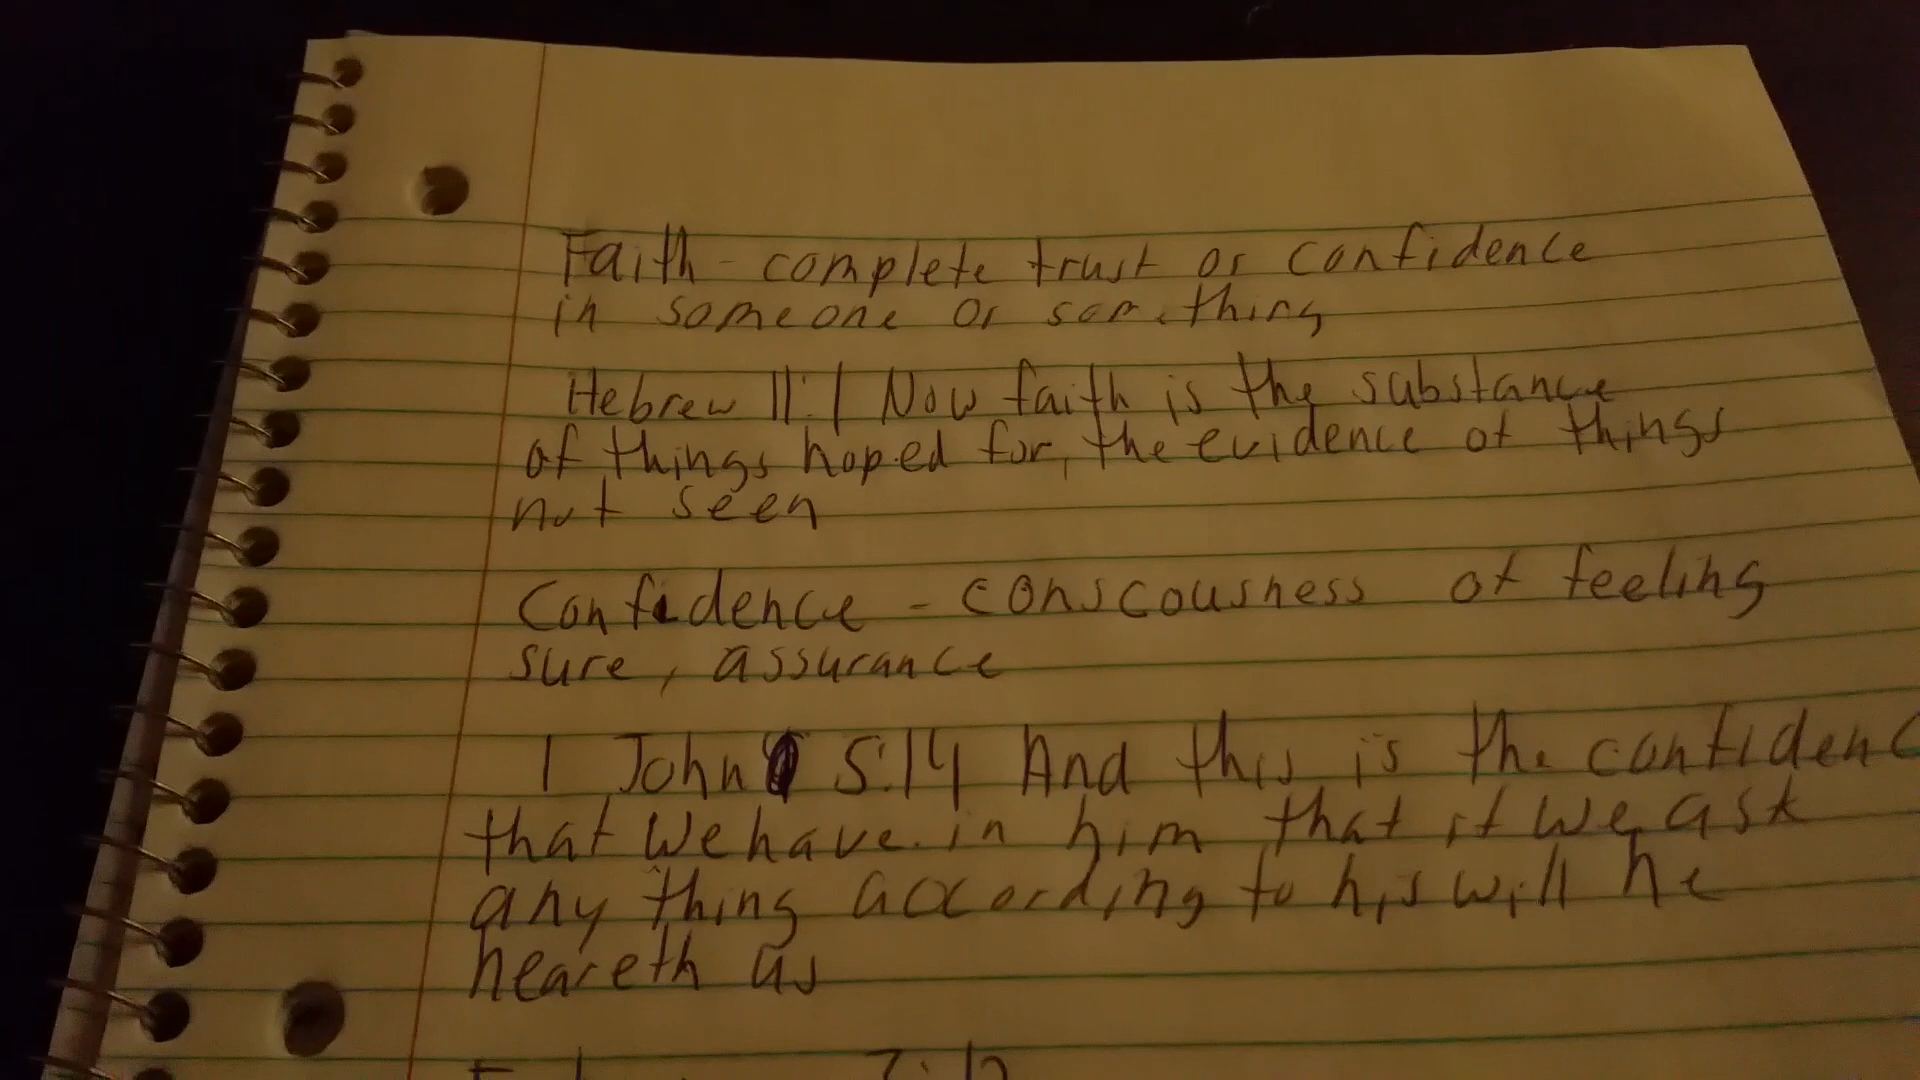 Faith - complete trust or confidence
in someone or something
Hebrew 11:1 Now faith is the substance
of things hoped for, the evidence of things
not seen
Confidence - conscousness of feeling
sure, assurance
1 John 5:14 And this is the confidenc
that we have in him that if we ask
any thing according to his will he
heareth us